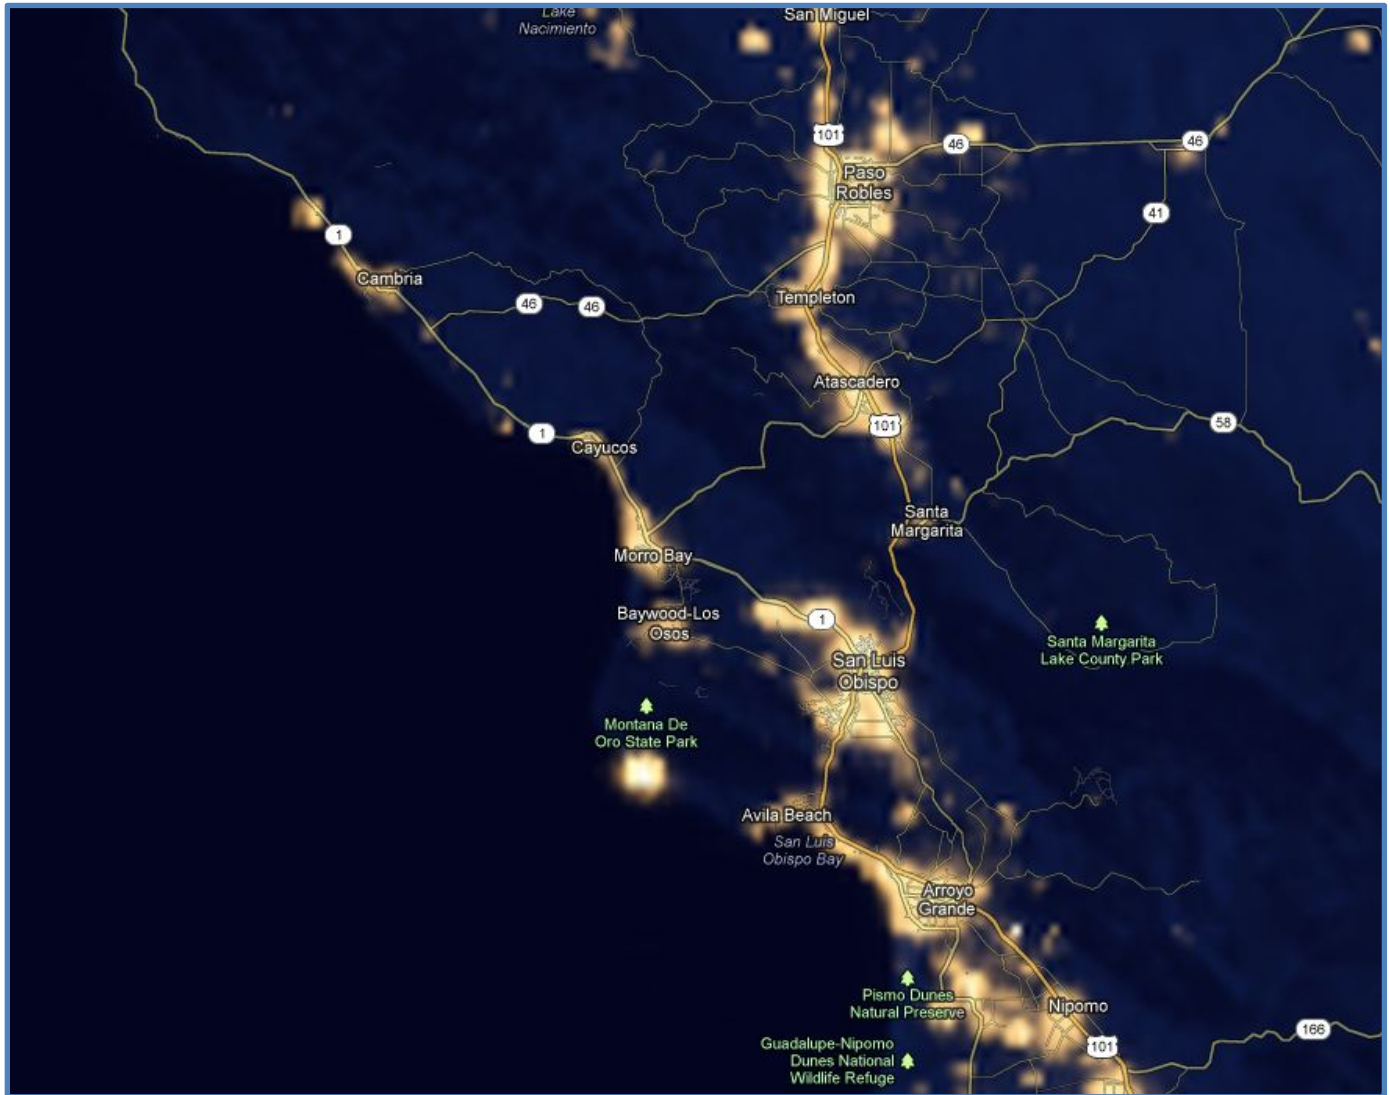 Lake
Nacimiento
San Miguel
101
46
46
Paso
Robles
41
1
Cambria
46
46
Templeton
Atascadero
101
58
1
Cayucos
Santa
Margarita
Morro Bay
Baywood-Los
Osos
1
Santa Margarita
Lake County Park
San Luis
Obispo
Montana De
Oro State Park
Avila Beach
San Luis
Obispo Bay
Arroyo
Grande
Pismo Dunes
Natural Preserve
Nipomo
166
101
Guadalupe-Nipomo
Dunes National
Wildlife Refuge